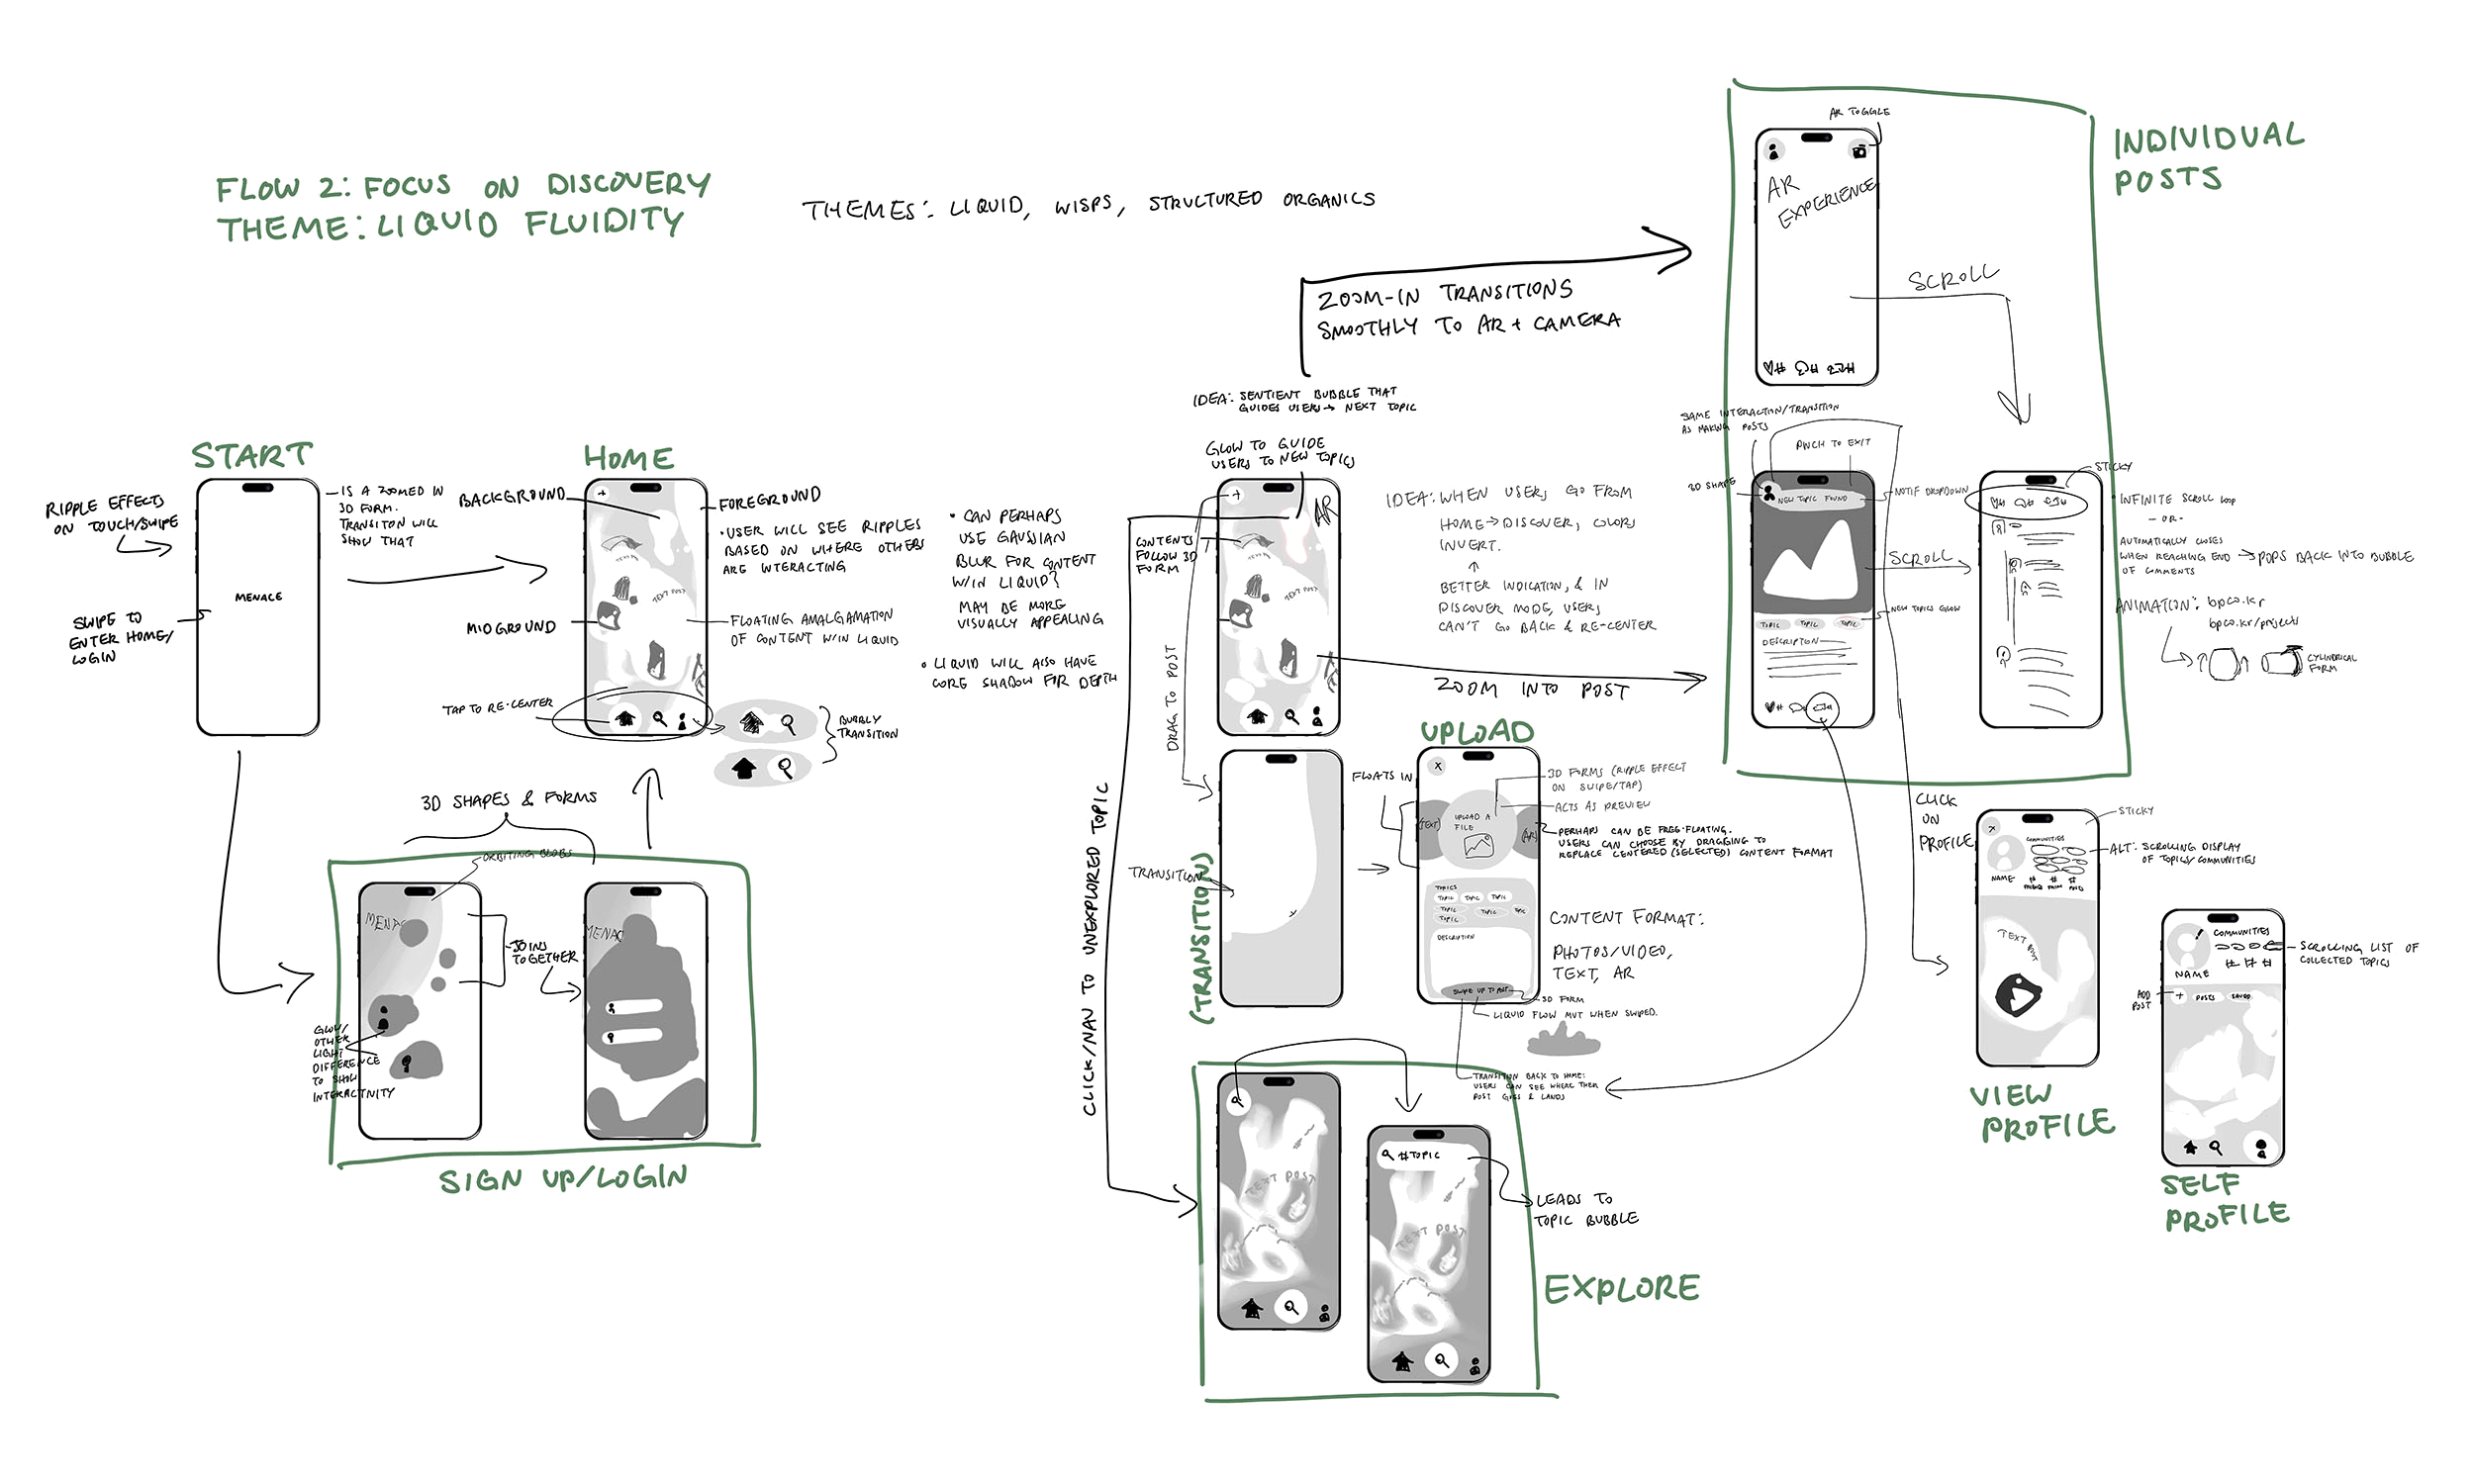 FLOW 2: FOCUS ON DISCOVERY
THEME: LIQUID FLUIDITY
THEMES: LIQUID, WISPS, STRUCTURED ORGANICS
START
RIPPLE EFFECTS
ON TOUCH/SWIPE
SWIPE TO
ENTER HOME/
LOGIN
MENACE
IS A ZOOMED IN
3D FORM.
TRANSITION WILL
SHOW THAT
HOME
BACKGROUND
MIDGROUND
TAP TO RE-CENTER
TEXT POST
FOREGROUND
• USER WILL SEE RIPPLES
BASED ON WHERE OTHERS
ARE INTERACTING
FLOATING AMALGAMATION
OF CONTENT W/IN LIQUID
BUBBLY
TRANSITION
• CAN PERHAPS
USE GAUSSIAN
BLUR FOR CONTENT
W/IN LIQUID?
MAY BE MORE
VISUALLY APPEALING
• LIQUID WILL ALSO HAVE
CORE SHADOW FOR DEPTH
3D SHAPES & FORMS
ORBITING BLOBS
MENAC
MENAC
JOINS
TOGETHER
GLOW/
OTHER
LIGHT
DIFFERENCE
TO SHOW
INTERACTIVITY
SIGN UP/LOGIN
ZOOM-IN TRANSITIONS
SMOOTHLY TO AR + CAMERA
IDEA: SENTIENT BUBBLE THAT
GUIDES USERS → NEXT TOPIC
GLOW TO GUIDE
USERS TO NEW TOPICS
CONTENTS
FOLLOW 3D
FORM
AR
TEXT POST
IDEA: WHEN USERS GO FROM
HOME → DISCOVER, COLORS
INVERT.
↑
BETTER INDICATION, & IN
DISCOVER MODE, USERS
CAN'T GO BACK & RE-CENTER
ZOOM INTO POST
DRAG TO POST
CLICK/NAV TO UNEXPLORED TOPIC
TRANSITION
(TRANSITIONS)
UPLOAD
FLOATS IN
X
(TEXT)
UPLOAD A
FILE
(AR)
TOPICS
TOPIC TOPIC TOPIC
TOPIC TOPIC TOPIC
TOPIC
DESCRIPTION
SWIPE UP TO POST
3D FORMS (RIPPLE EFFECT
ON SWIPE/TAP)
ACTS AS PREVIEW
PERHAPS CAN BE FREE-FLOATING.
USERS CAN CHOOSE BY DRAGGING TO
REPLACE CENTERED (SELECTED) CONTENT FORMAT
CONTENT FORMAT:
PHOTOS/VIDEO,
TEXT, AR
3D FORM
LIQUID FLOW OUT WHEN SWIPED.
TRANSITION BACK TO HOME:
USERS CAN SEE WHERE THEIR
POST GOES & LANDS
TEXT POST
#TOPIC
TEXT POST
LEADS TO
TOPIC BUBBLE
EXPLORE
INDIVIDUAL
POSTS
AR TOGGLE
AR
EXPERIENCE
SCROLL
SAME INTERACTION/TRANSITION
AS MAKING POSTS
PINCH TO EXIT
3D SHAPE
NEW TOPIC FOUND
NOTIF DROPDOWN
SCROLL
NEW TOPICS GLOW
TOPIC TOPIC TOPIC
DESCRIPTION
STICKY
• INFINITE SCROLL LOOP
- OR -
AUTOMATICALLY CLOSES
WHEN REACHING END → POPS BACK INTO BUBBLE
OF COMMENTS
ANIMATION: bpco.kr
bpco.kr/projects
CYLINDRICAL
FORM
CLICK
ON
PROFILE
X
COMMUNITIES
NAME
STICKY
ALT: SCROLLING DISPLAY
OF TOPICS/COMMUNITIES
TEXT POST
VIEW
PROFILE
COMMUNITIES
NAME
# # #
ADD
POST
+ POSTS SAVED
SCROLLING LIST OF
COLLECTED TOPICS
SELF
PROFILE